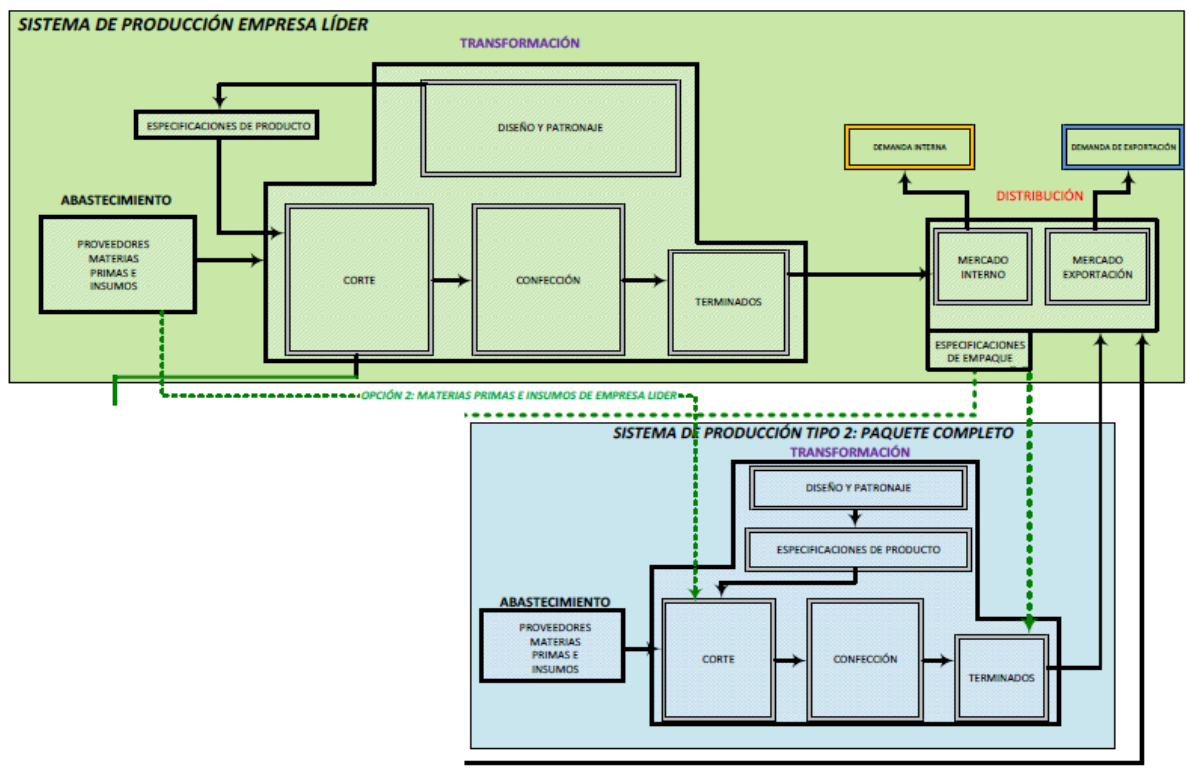 SISTEMA DE PRODUCCIÓN EMPRESA LÍDER
TRANSFORMACIÓN
ESPECIFICACIONES DE PRODUCTO
DISEÑO Y PATRONAJE
DEMANDA INTERNA
DEMANDA DE EXPORTACIÓN
ABASTECIMIENTO
DISTRIBUCIÓN
PROVEEDORES
MATERIAS
PRIMAS E
INSUMOS
CORTE
CONFECCIÓN
TERMINADOS
MERCADO
INTERNO
MERCADO
EXPORTACIÓN
ESPECIFICACIONES
DE EMPAQUE
OPCIÓN 2: MATERIAS PRIMAS E INSUMOS DE EMPRESA LIDER
SISTEMA DE PRODUCCIÓN TIPO 2: PAQUETE COMPLETO
TRANSFORMACIÓN
DISEÑO Y PATRONAJE
ESPECIFICACIONES DE PRODUCTO
ABASTECIMIENTO
PROVEEDORES
MATERIAS
PRIMAS E
INSUMOS
CORTE
CONFECCIÓN
TERMINADOS